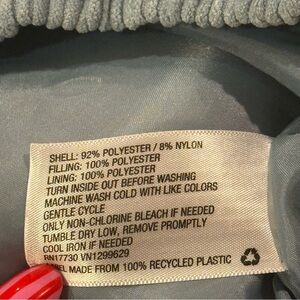 SHELL: 92% POLYESTER / 8% NYLON
FILLING: 100% POLYESTER
LINING: 100% POLYESTER
TURN INSIDE OUT BEFORE WASHING
MACHINE WASH COLD WITH LIKE COLORS
GENTLE CYCLE
ONLY NON-CHLORINE BLEACH IF NEEDED
TUMBLE DRY LOW, REMOVE PROMPTLY
COOL IRON IF NEEDED
RN17730 VN1299629
MADE FROM 100% RECYCLED PLASTIC